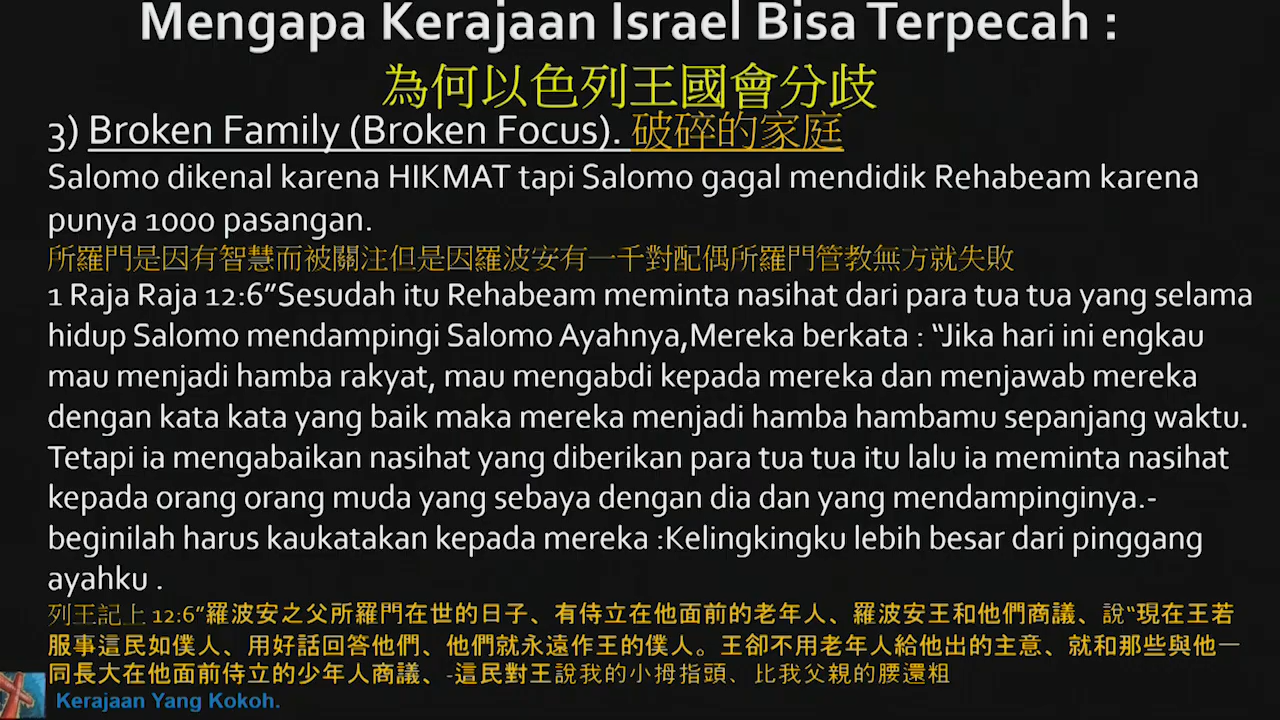 Mengapa Kerajaan Israel Bisa Terpecah :
為何以色列王國會分歧
3) Broken Family (Broken Focus). 破碎的家庭
Salomo dikenal karena HIKMAT tapi Salomo gagal mendidik Rehabeam karena
punya 1000 pasangan.
所羅門是因有智慧而被關注但是因羅波安有一千對配偶所羅門管教無方就失敗
1 Raja Raja 12:6"Sesudah itu Rehabeam meminta nasihat dari para tua tua yang selama
hidup Salomo mendampingi Salomo Ayahnya,Mereka berkata : “Jika hari ini engkau
mau menjadi hamba rakyat, mau mengabdi kepada mereka dan menjawab mereka
dengan kata kata yang baik maka mereka menjadi hamba hambamu sepanjang waktu.
Tetapi ia mengabaikan nasihat yang diberikan para tua tua itu lalu ia meminta nasihat
kepada orang orang muda yang sebaya dengan dia dan yang mendampinginya.-
beginilah harus kaukatakan kepada mereka :Kelingkingku lebih besar dari pinggang
ayahku .
列王記上 12:6"羅波安之父所羅門在世的日子、有侍立在他面前的老年人、羅波安王和他們商議、說“現在王若
服事這民如僕人、用好話回答他們、他們就永遠作王的僕人。王卻不用老年人給他出的主意、就和那些與他一
同長大在他面前侍立的少年人商議、-這民對王說我的小拇指頭、比我父親的腰還粗
Kerajaan Yang Kokoh.